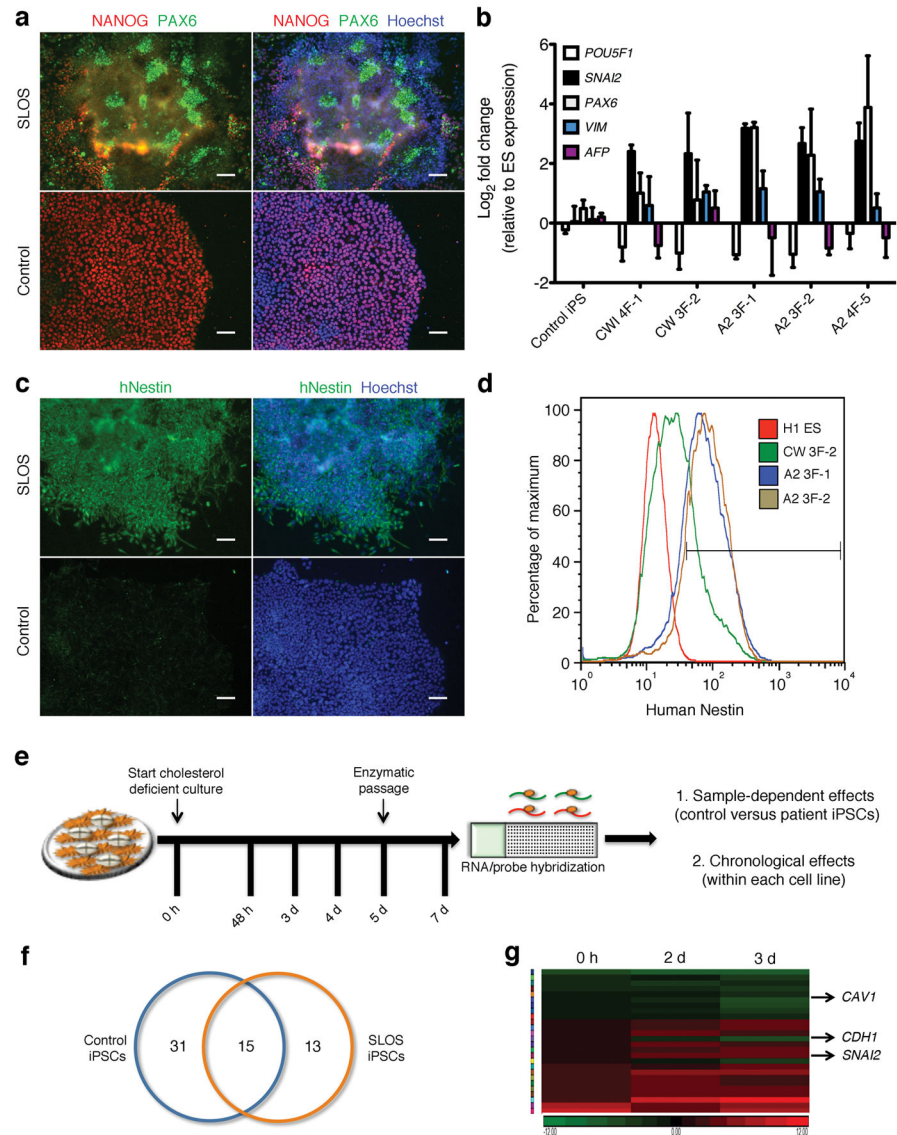 a
NANOG PAX6
NANOG PAX6 Hoechst
SLOS
Control
b
Log2 fold change
(relative to ES expression)
6
4
2
0
-2
POU5F1
SNAI2
PAX6
VIM
AFP
Control iPS
CWI 4F-1
CW 3F-2
A2 3F-1
A2 3F-2
A2 4F-5
c
hNestin
hNestin Hoechst
SLOS
Control
d
Percentage of maximum
100
80
60
40
20
0
H1 ES
CW 3F-2
A2 3F-1
A2 3F-2
10^0
10^1
10^2
10^3
10^4
Human Nestin
e
Start cholesterol
deficient culture
Enzymatic
passage
0 h
48 h
3 d
4 d
5 d
7 d
RNA/probe hybridization
1. Sample-dependent effects
(control versus patient iPSCs)
2. Chronological effects
(within each cell line)
f
Control
iPSCs
31
15
13
SLOS
iPSCs
g
0 h
2 d
3 d
CAV1
CDH1
SNAI2
-12.00
0.00
12.00